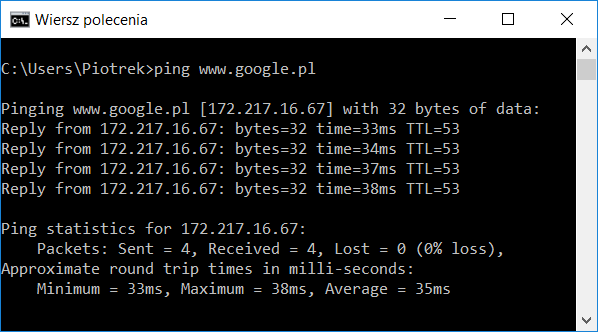 Wiersz polecenia
C:\Users\Piotrek>ping www.google.pl
Pinging www.google.pl [172.217.16.67] with 32 bytes of data:
Reply from 172.217.16.67: bytes=32 time=33ms TTL=53
Reply from 172.217.16.67: bytes=32 time=34ms TTL=53
Reply from 172.217.16.67: bytes=32 time=37ms TTL=53
Reply from 172.217.16.67: bytes=32 time=38ms TTL=53
Ping statistics for 172.217.16.67:
    Packets: Sent = 4, Received = 4, Lost = 0 (0% loss),
Approximate round trip times in milli-seconds:
    Minimum = 33ms, Maximum = 38ms, Average = 35ms